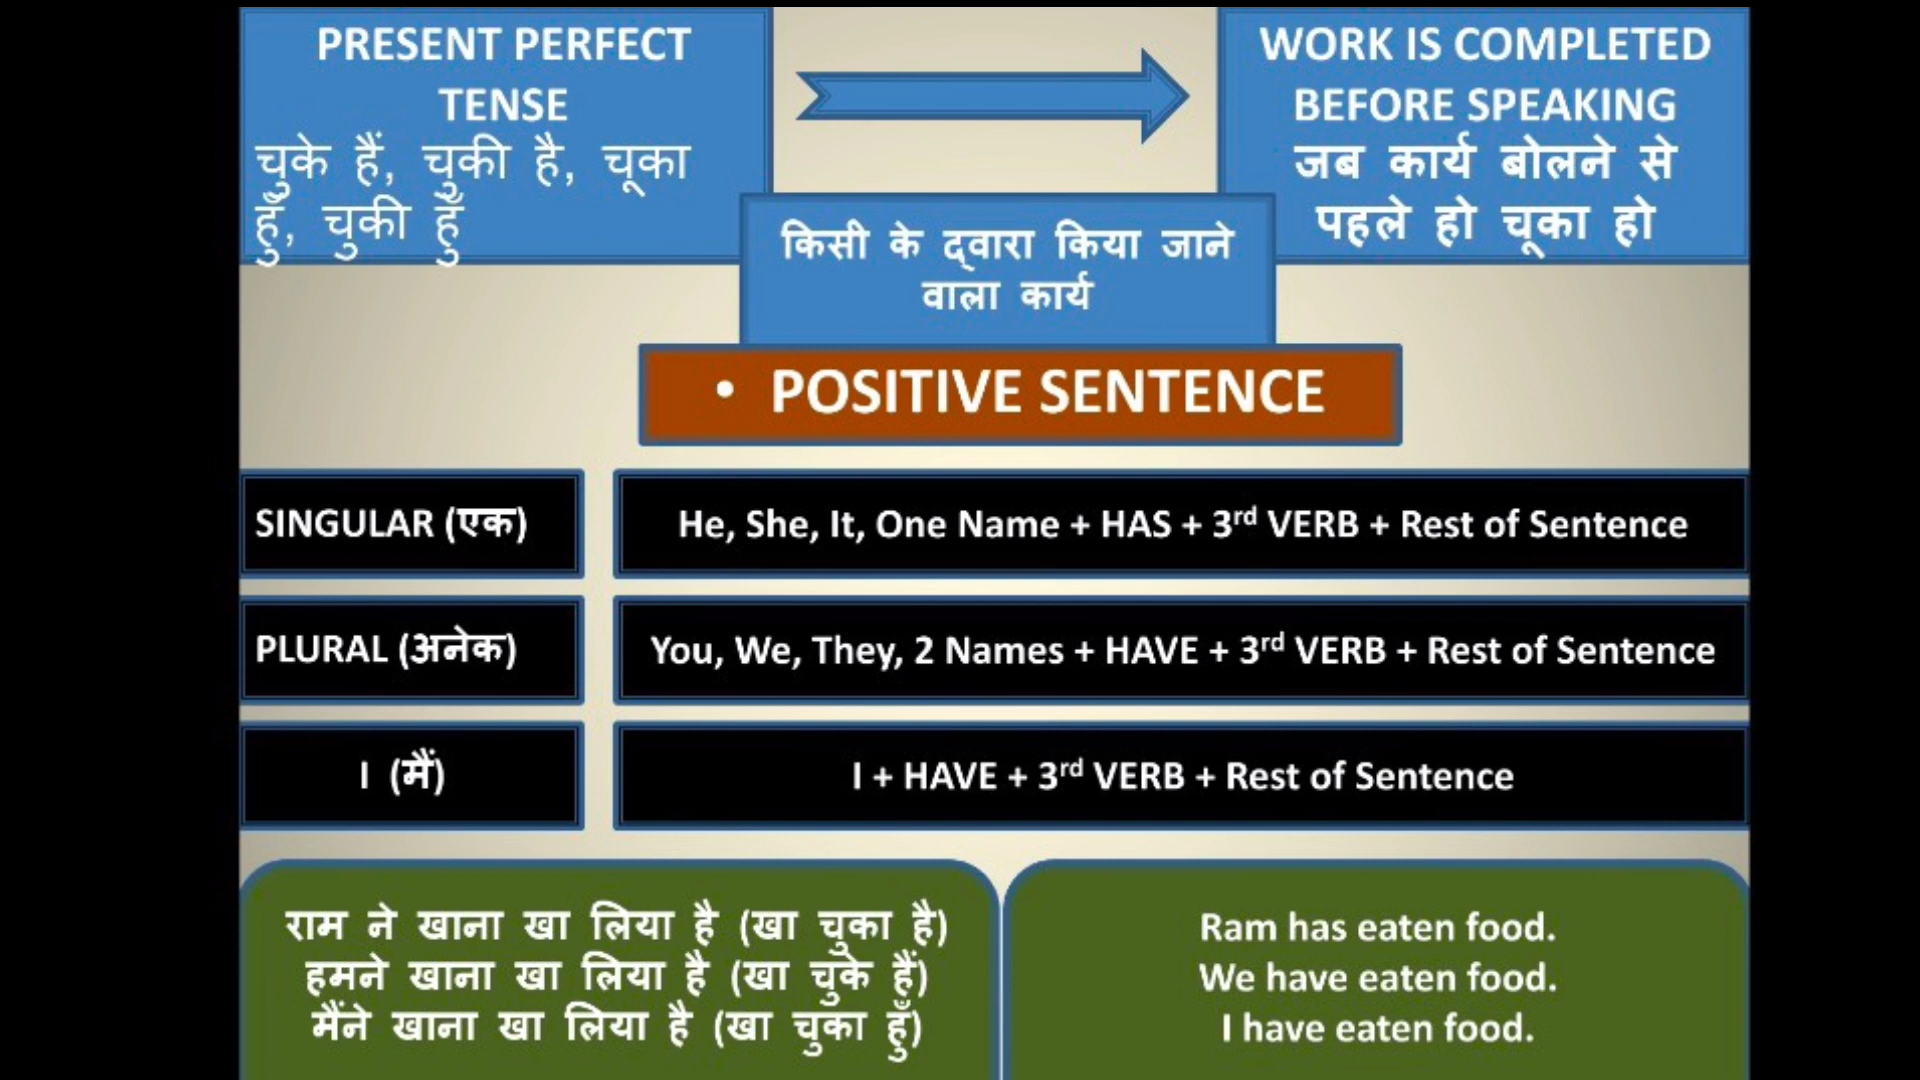 PRESENT PERFECT
TENSE
चुके हैं, चुकी है, चूका
हुँ, चुकी हुँ
WORK IS COMPLETED
BEFORE SPEAKING
जब कार्य बोलने से
पहले हो चूका हो
किसी के द्वारा किया जाने
वाला कार्य
• POSITIVE SENTENCE
SINGULAR (एक)
He, She, It, One Name + HAS + 3rd VERB + Rest of Sentence
PLURAL (अनेक)
You, We, They, 2 Names + HAVE + 3rd VERB + Rest of Sentence
I (मैं)
I + HAVE + 3rd VERB + Rest of Sentence
राम ने खाना खा लिया है (खा चुका है)
हमने खाना खा लिया है (खा चुके हैं)
मैंने खाना खा लिया है (खा चुका हुँ)
Ram has eaten food.
We have eaten food.
I have eaten food.